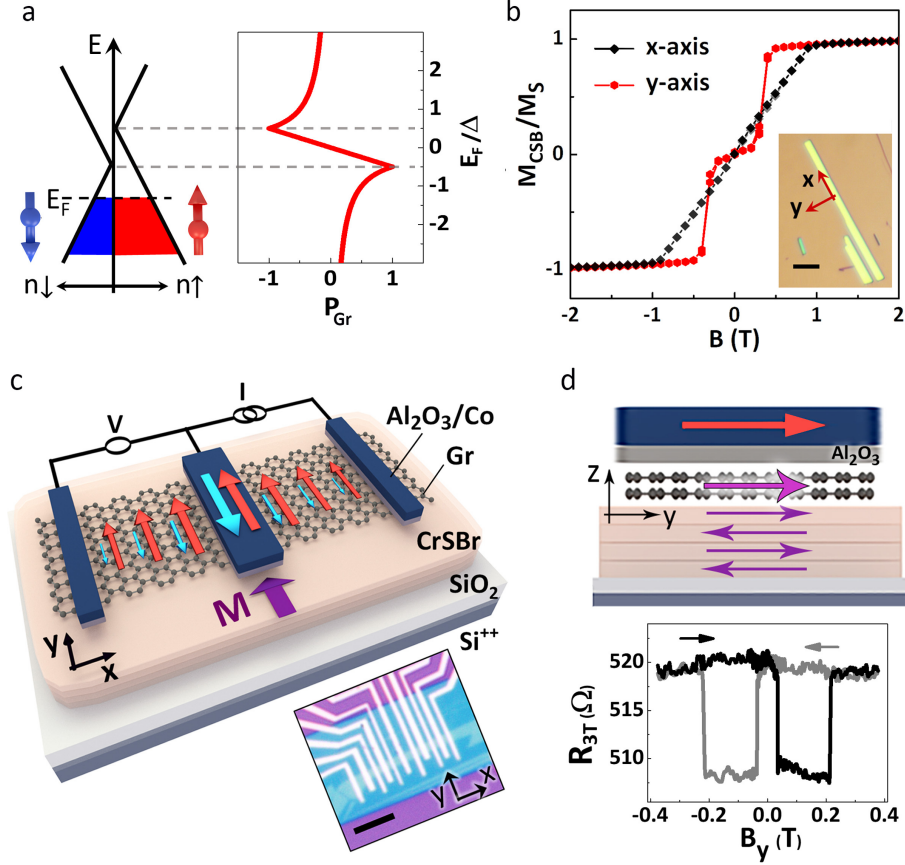 a
E
E_F
n↓
n↑
2
1
0
-1
-2
E_F/Δ
-1
0
1
P_Gr
b
1
0
-1
M_CSB/M_S
x-axis
y-axis
x
y
-2
-1
0
1
2
B (T)
c
V
I
Al₂O₃/Co
Gr
CrSBr
SiO₂
Si⁺⁺
M
y
x
y
x
d
Al₂O₃
z
y
520
515
510
R_3T (Ω)
-0.4
-0.2
0.0
0.2
0.4
B_y (T)